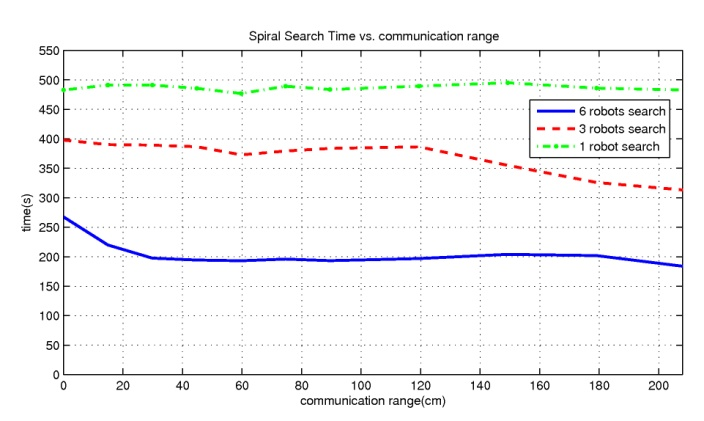 Spiral Search Time vs. communication range
550
500
450
400
350
300
250
200
150
100
50
0
time(s)
6 robots search
3 robots search
1 robot search
0 20 40 60 80 100 120 140 160 180 200
communication range(cm)